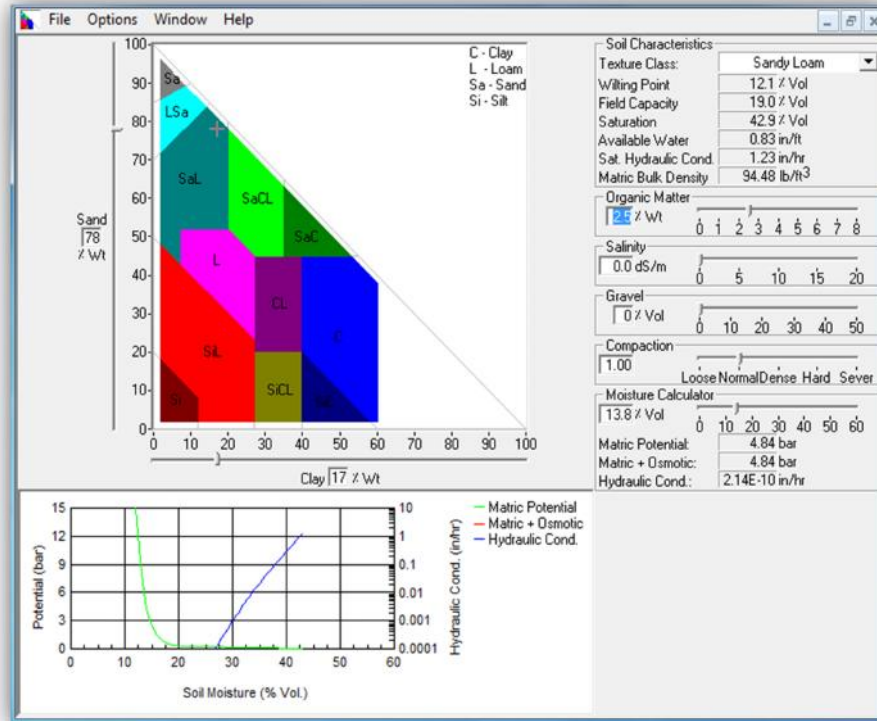 File Options Window Help
C - Clay
L - Loam
Sa - Sand
Si - Silt
100
90
80
70
60
50
40
30
20
10
0
Sand
78
% Wt
Sa
LSa
SaL
SaCL
SaC
L
CL
C
SiL
SiCL
Si
0 10 20 30 40 50 60 70 80 90 100
Clay 17 % Wt
Soil Characteristics
Texture Class: Sandy Loam
Wilting Point 12.1 % Vol
Field Capacity 19.0 % Vol
Saturation 42.9 % Vol
Available Water 0.83 in/ft
Sat. Hydraulic Cond. 1.23 in/hr
Matric Bulk Density 94.48 lb/ft3
Organic Matter
2.5 % Wt
0 1 2 3 4 5 6 7 8
Salinity
0.0 dS/m
0 5 10 15 20
Gravel
0 % Vol
0 10 20 30 40 50
Compaction
1.00
Loose Normal Dense Hard Sever
Moisture Calculator
13.8 % Vol
0 10 20 30 40 50 60
Matric Potential: 4.84 bar
Matric + Osmotic: 4.84 bar
Hydraulic Cond.: 2.14E-10 in/hr
Potential (bar)
15
12
9
6
3
0
0 10 20 30 40 50 60
Soil Moisture (% Vol.)
10
1
0.1
0.01
0.001
0.0001
Hydraulic Cond. (in/hr)
Matric Potential
Matric + Osmotic
Hydraulic Cond.